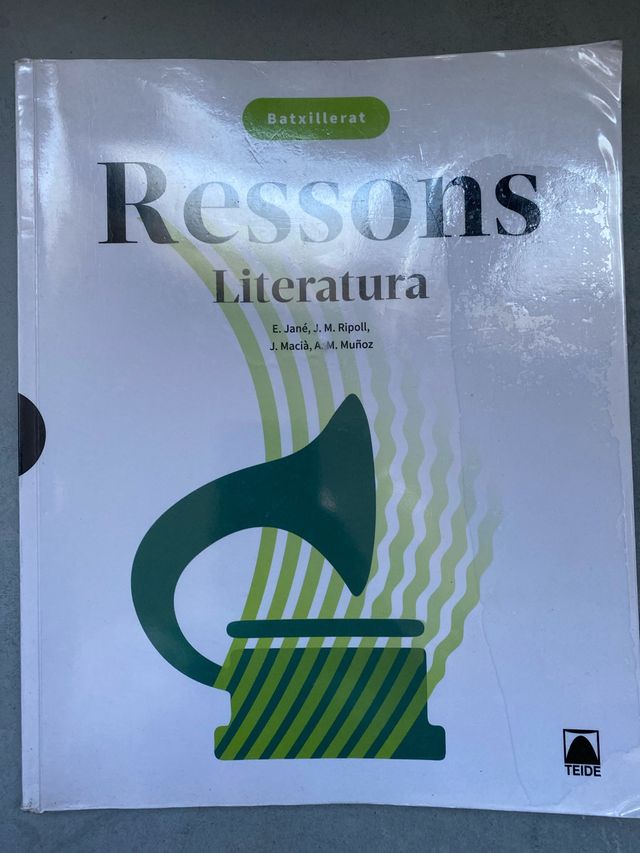 Batxillerat
Ressons
Literatura
E. Jané, J. M. Ripoll,
J. Macià, A. M. Muñoz
TEIDE